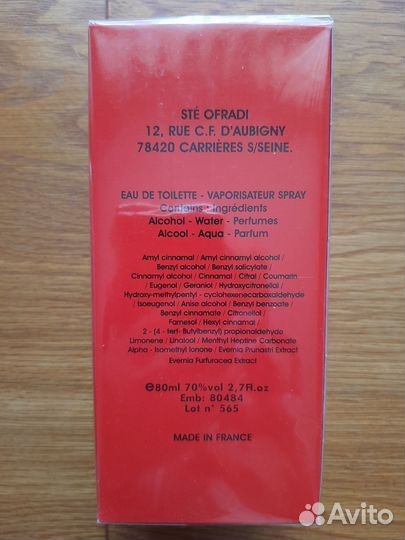 STÉ OFRADI
12, RUE C.F. D'AUBIGNY
78420 CARRIÈRES S/SEINE.
EAU DE TOILETTE - VAPORISATEUR SPRAY
Contains - Ingrédients
Alcohol - Water - Perfumes
Alcool - Aqua - Parfum
Amyl cinnamal / Amyl cinnamyl alcohol /
Benzyl alcohol / Benzyl salicylate /
Cinnamyl alcohol / Cinnamal / Citral / Coumarin /
Eugenol / Geraniol / Hydroxycitronellal /
Hydroxy-methylpentyl - cyclohexenecarboxaldehyde
/ Isoeugenol / Anise alcohol / Benzyl benzoate /
Benzyl cinnamate / Citronellol /
Farnesol / Hexyl cinnamal /
2 - (4 - tert- Butylbenzyl) propionaldehyde
Limonene / Linalool / Menthyl Heptine Carbonate
Alpha - Isomethyl Ionone / Evernia Prunastri Extract
Evernia Furfuracea Extract
℮80ml 70%vol 2,7Fl.oz
Emb: 80484
Lot n° 565
MADE IN FRANCE
Avito